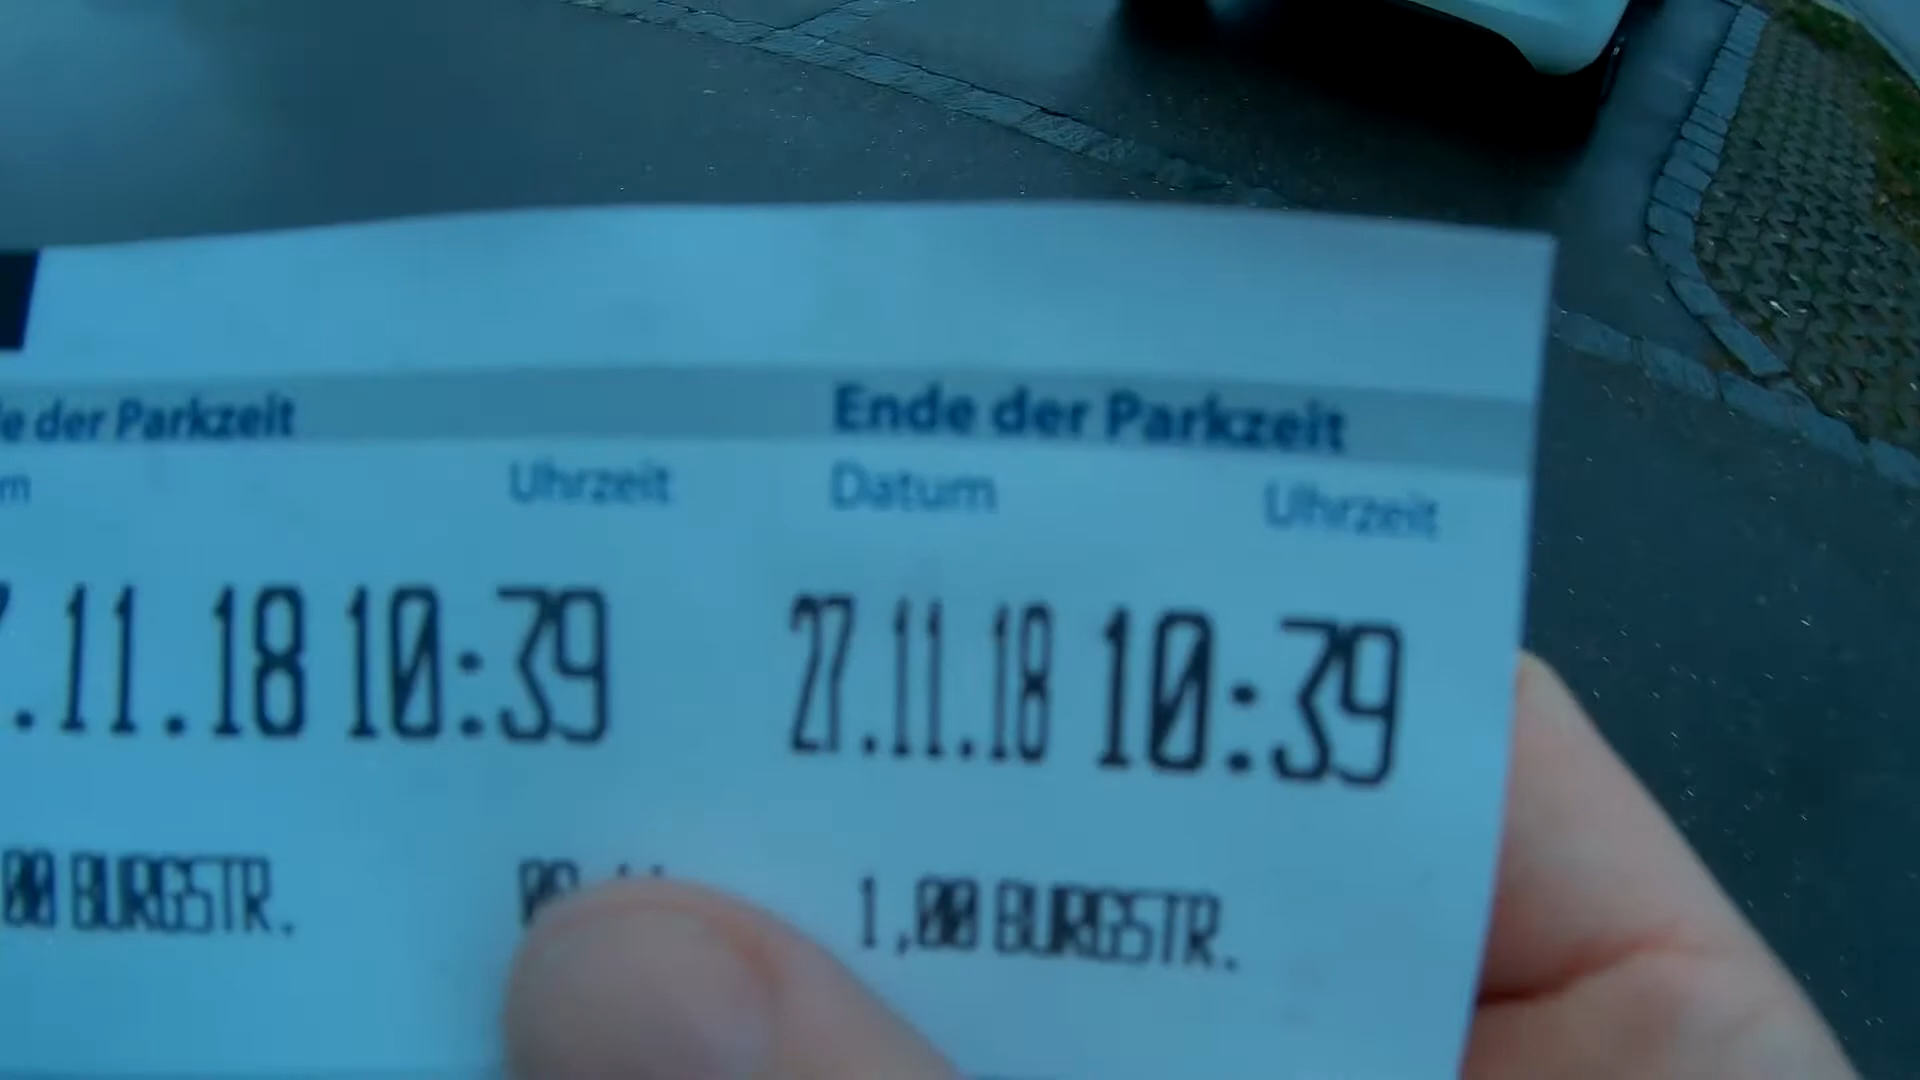 Ende der Parkzeit
der Parkzeit
Datum Uhrzeit
Uhrzeit
.11.18 10:39
27.11.18 10:39
00 BURGSTR.
1,00 BURGSTR.